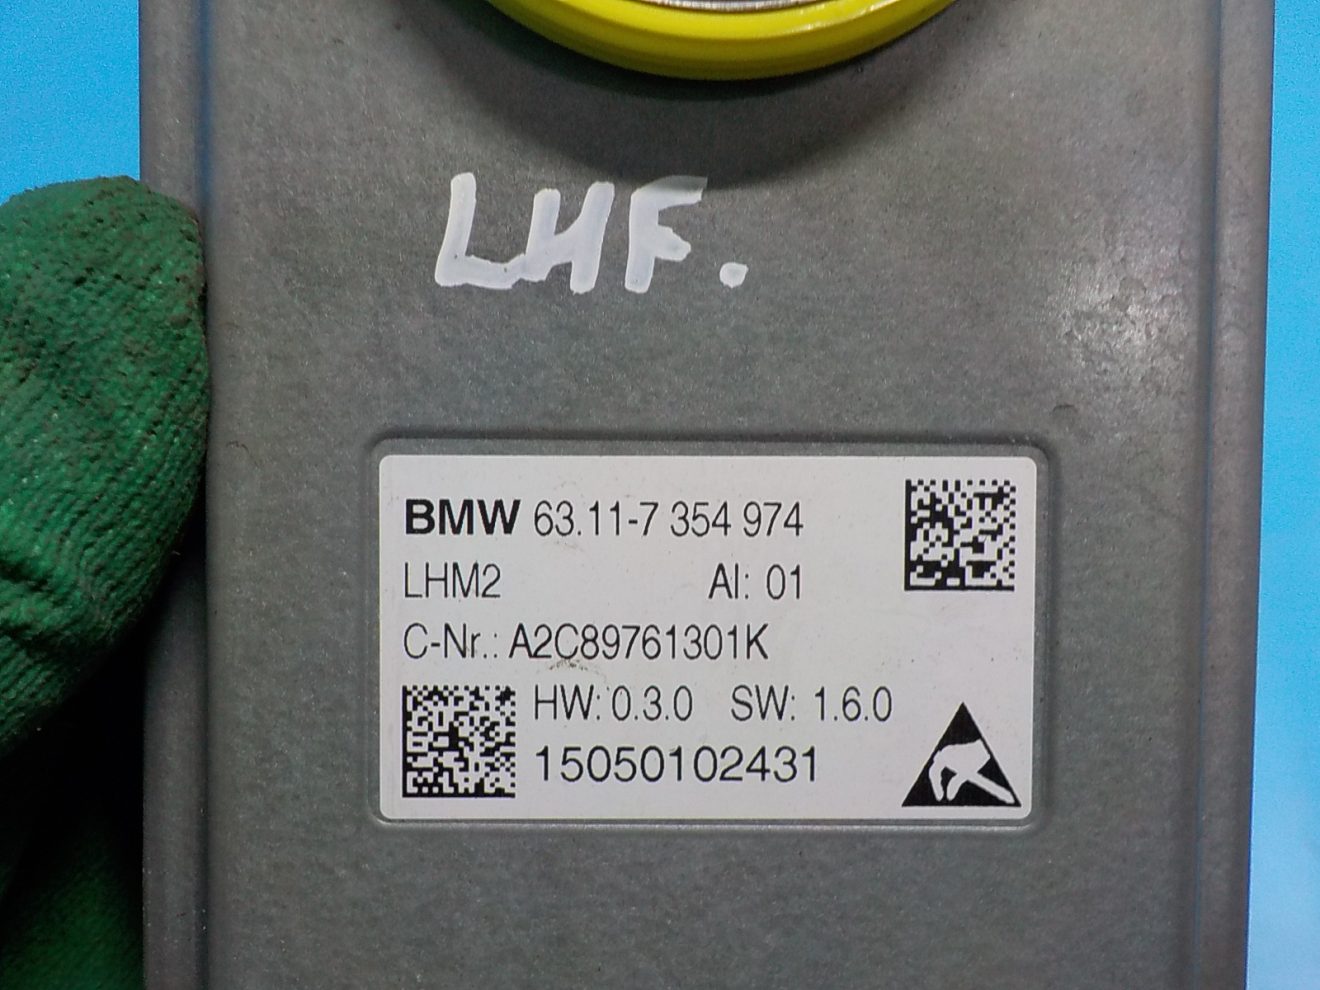 LHF.
BMW 63.11-7 354 974
LHM2 AI: 01
C-Nr.: A2C89761301K
HW: 0.3.0 SW: 1.6.0
15050102431